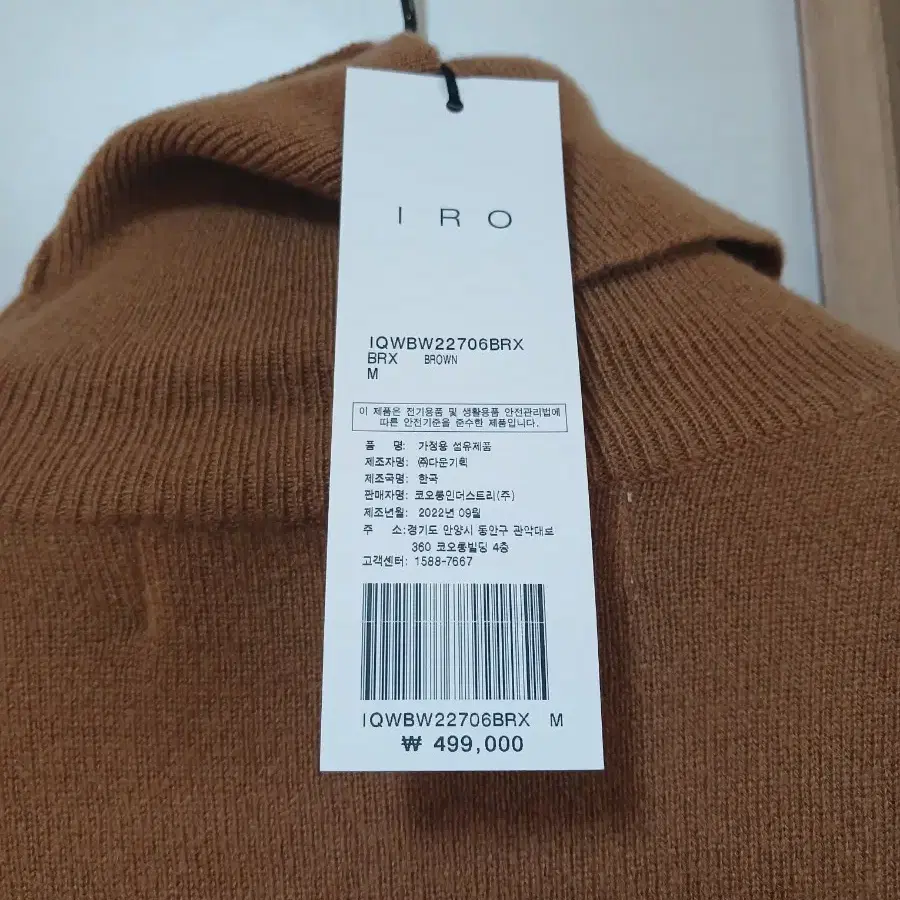 IRO
IQWBW22706BRX
BRX BROWN
M
이 제품은 전기용품 및 생활용품 안전관리법에
따른 안전기준을 준수한 제품입니다.
품 명: 가정용 섬유제품
제조자명: ㈜다운기획
제조국명: 한국
판매자명: 코오롱인더스트리(주)
제조년월: 2022년 09월
주 소:경기도 안양시 동안구 관악대로
360 코오롱빌딩 4층
고객센터: 1588-7667
IQWBW22706BRX M
₩ 499,000